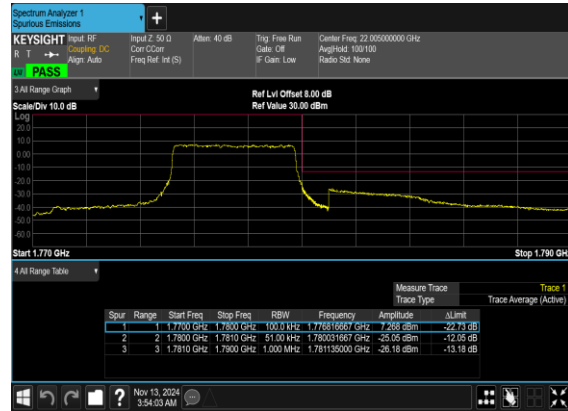 Spectrum Analyzer 1
Spurious Emissions
+
KEYSIGHT Input: RF Input Z: 50 Ω Atten: 40 dB Trig: Free Run Center Freq: 22.005000000 GHz
R T Coupling: DC Corr CCorr Gate: Off Avg|Hold: 100/100
Align: Auto Freq Ref: Int (S) IF Gain: Low Radio Std: None
PASS
3 All Range Graph
Ref Lvl Offset 8.00 dB
Scale/Div 10.0 dB Ref Value 30.00 dBm
Log
20.0
10.0
0.00
-10.0
-20.0
-30.0
-40.0
-50.0
-60.0
Start 1.770 GHz Stop 1.790 GH
4 All Range Table
Measure Trace Trace 1
Trace Type Trace Average (Active)
Spur Range Start Freq Stop Freq RBW Frequency Amplitude ΔLimit
1 1 1.7700 GHz 1.7800 GHz 100.0 kHz 1.776816667 GHz 7.268 dBm -22.73 dB
2 2 1.7800 GHz 1.7810 GHz 51.00 kHz 1.780031667 GHz -25.05 dBm -12.05 dB
3 3 1.7810 GHz 1.7900 GHz 1.000 MHz 1.781135000 GHz -26.18 dBm -13.18 dB
? Nov 13, 2024
3:54:03 AM